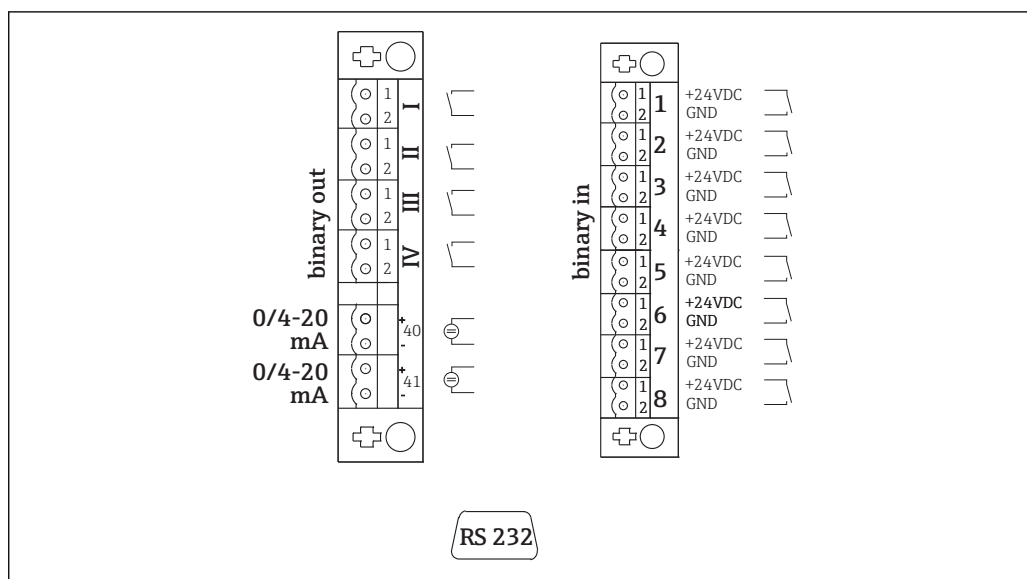 binary out
1
2
I
1
2
II
1
2
III
1
2
IV
0/4-20
mA
+
40
-
0/4-20
mA
+
41
-
binary in
1
2
1
+24VDC
GND
1
2
2
+24VDC
GND
1
2
3
+24VDC
GND
1
2
4
+24VDC
GND
1
2
5
+24VDC
GND
1
2
6
+24VDC
GND
1
2
7
+24VDC
GND
1
2
8
+24VDC
GND
RS 232